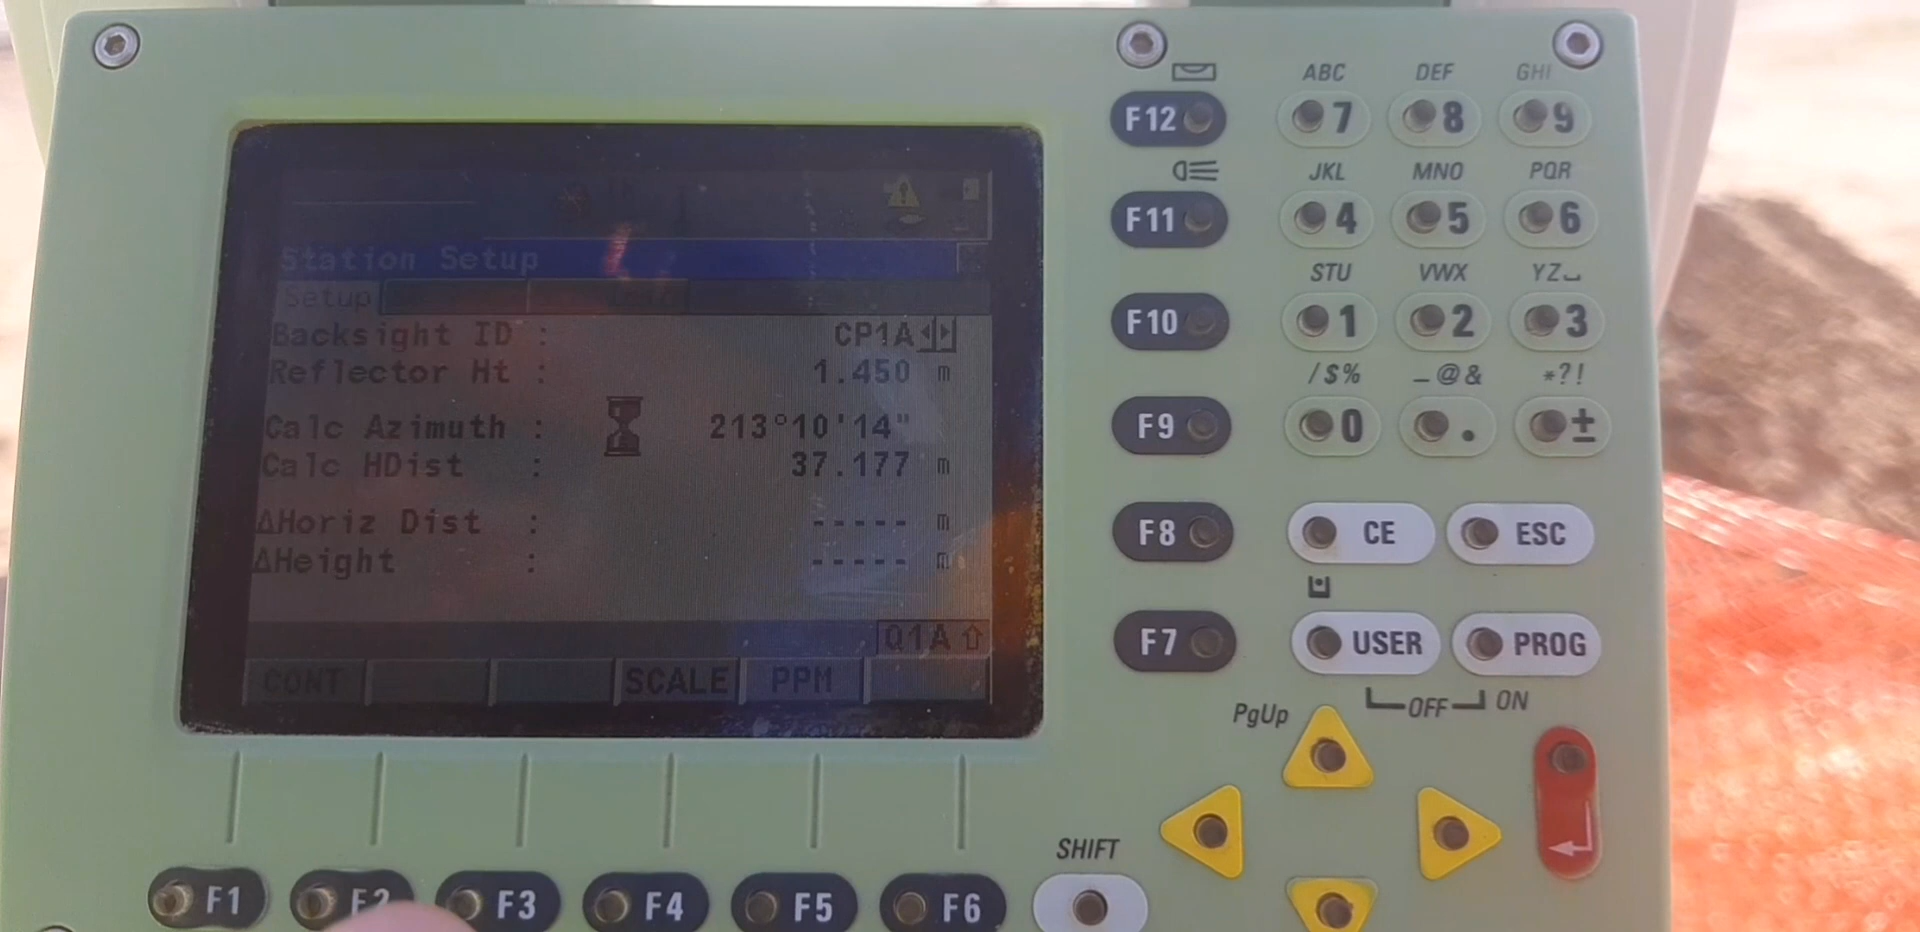 Station Setup
Setup
Backsight ID : CP1A
Reflector Ht : 1.450 m
Calc Azimuth : 213°10'14"
Calc HDist : 37.177 m
ΔHoriz Dist : ----- m
ΔHeight : ----- m
Q1A⇧
CONT SCALE PPM
F1 F2 F3 F4 F5 F6
SHIFT
F12
F11
F10
F9
F8
F7
ABC DEF GHI
7 8 9
JKL MNO PQR
4 5 6
STU VWX YZ⎵
1 2 3
/$% _@& *?!
0 . ±
CE ESC
USER PROG
OFF ON
PgUp